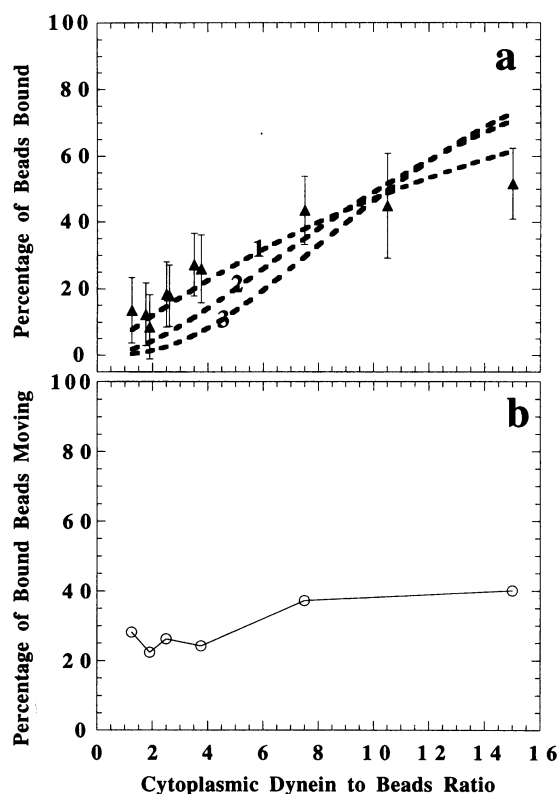 100
a
80
Percentage of Beads Bound
60
1
40
2
20
3
0
100
b
80
Percentage of Bound Beads Moving
60
40
20
0
0 2 4 6 8 10 12 14 16
Cytoplasmic Dynein to Beads Ratio